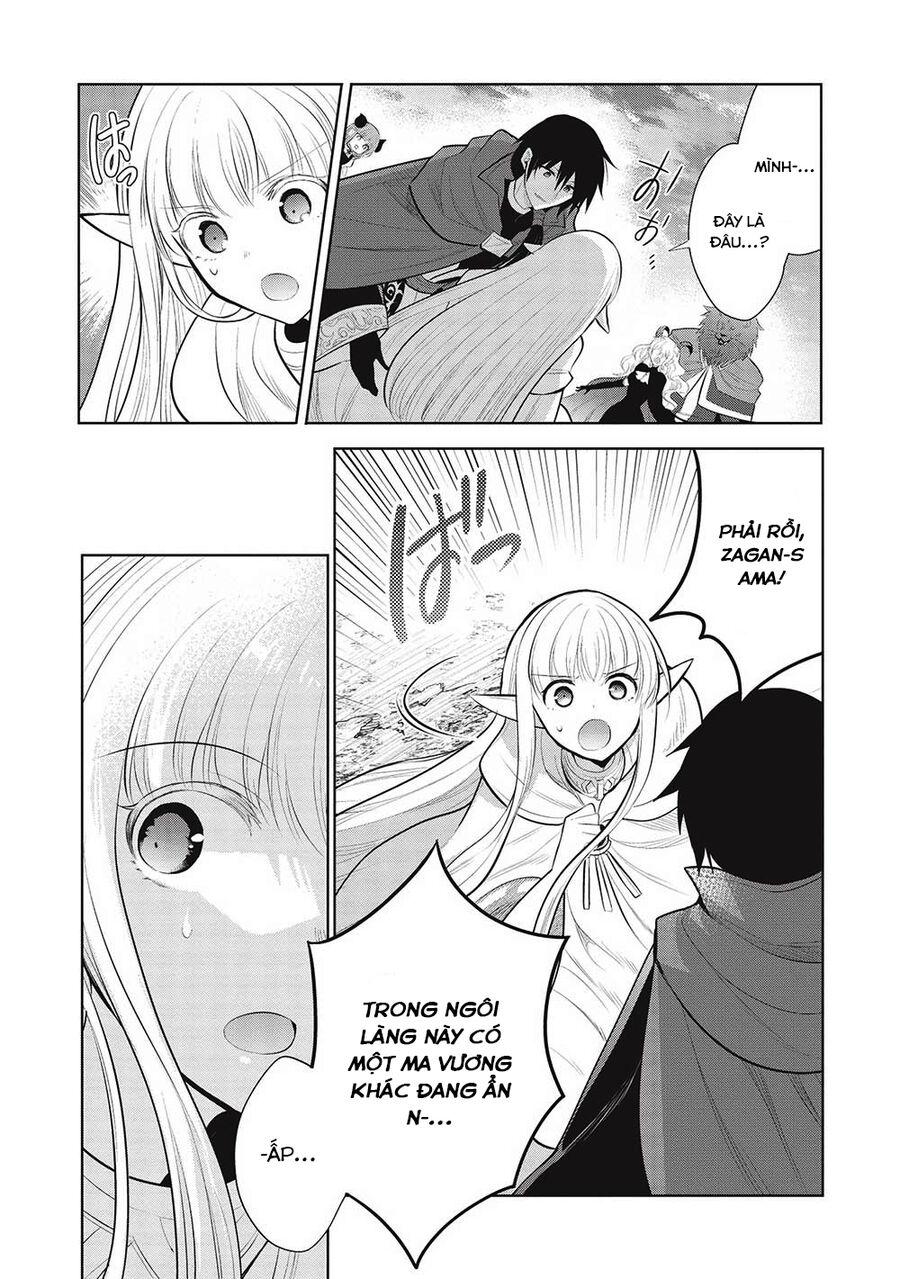 MÌNH-...
ĐÂY LÀ
ĐÂU...?
おお
はっ
PHẢI RỒI,
ZAGAN-S
AMA!
ばっ
TRONG NGÔI
LÀNG NÀY CÓ
MỘT MA VƯƠNG
KHÁC ĐANG ẨN
N-...
-ẤP...